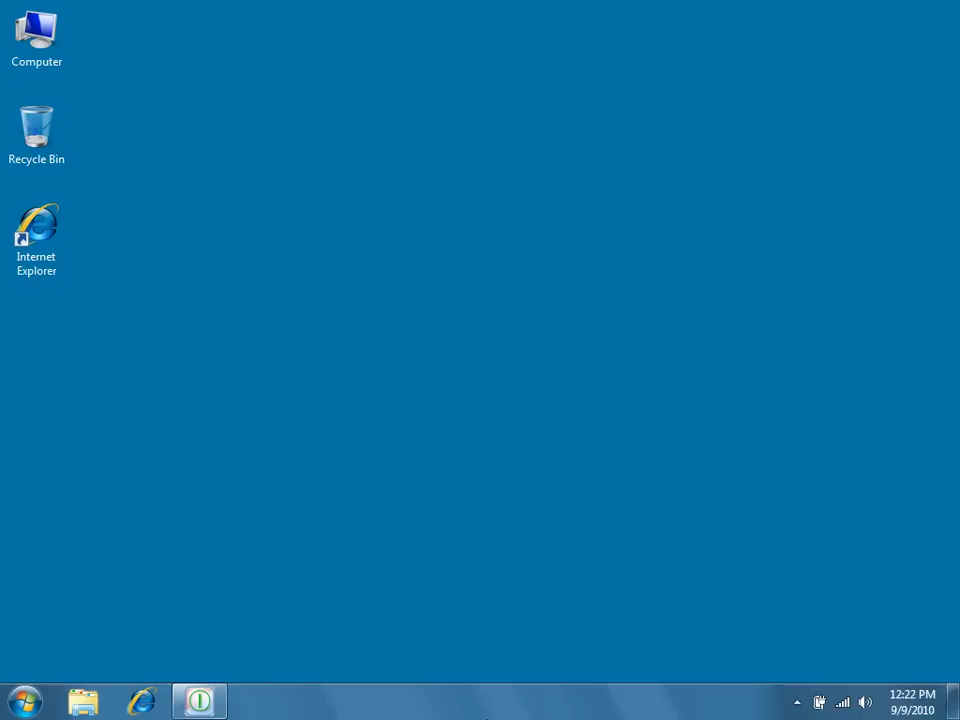 Computer
Recycle Bin
Internet
Explorer
12:22 PM
9/9/2010